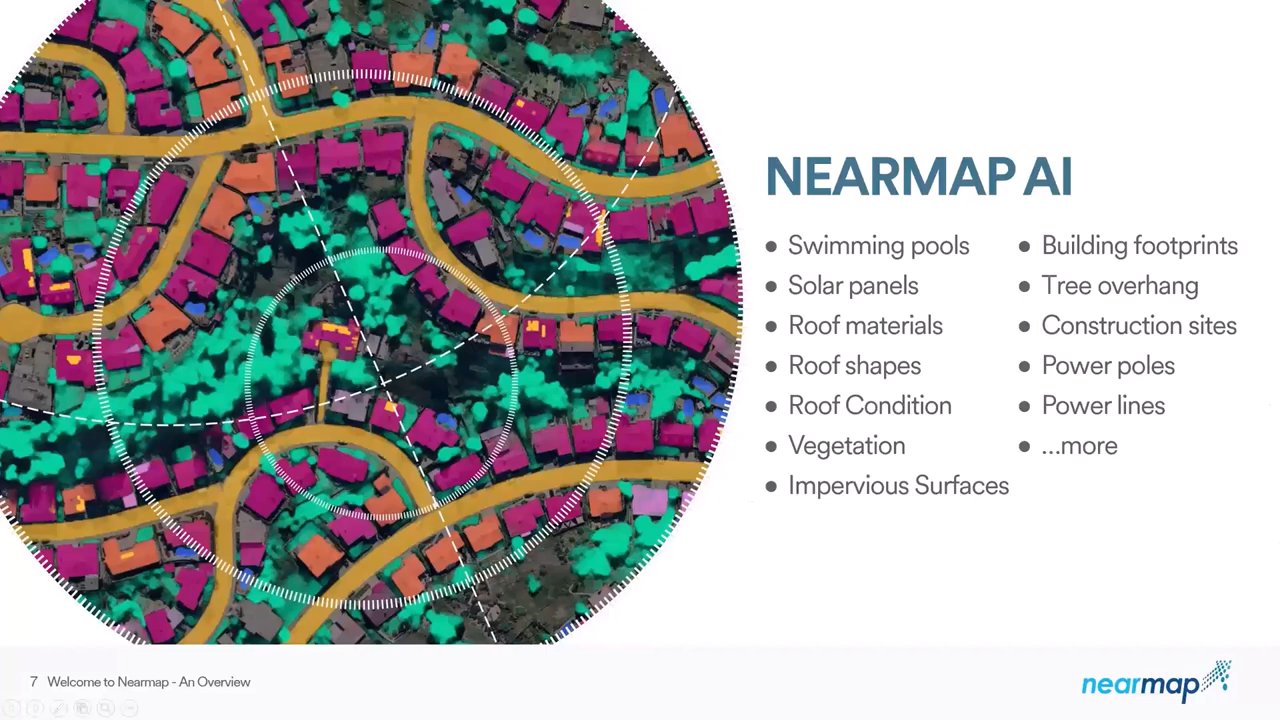 NEARMAP AI
• Swimming pools
• Solar panels
• Roof materials
• Roof shapes
• Roof Condition
• Vegetation
• Impervious Surfaces
• Building footprints
• Tree overhang
• Construction sites
• Power poles
• Power lines
• ...more
7 Welcome to Nearmap - An Overview
nearmap